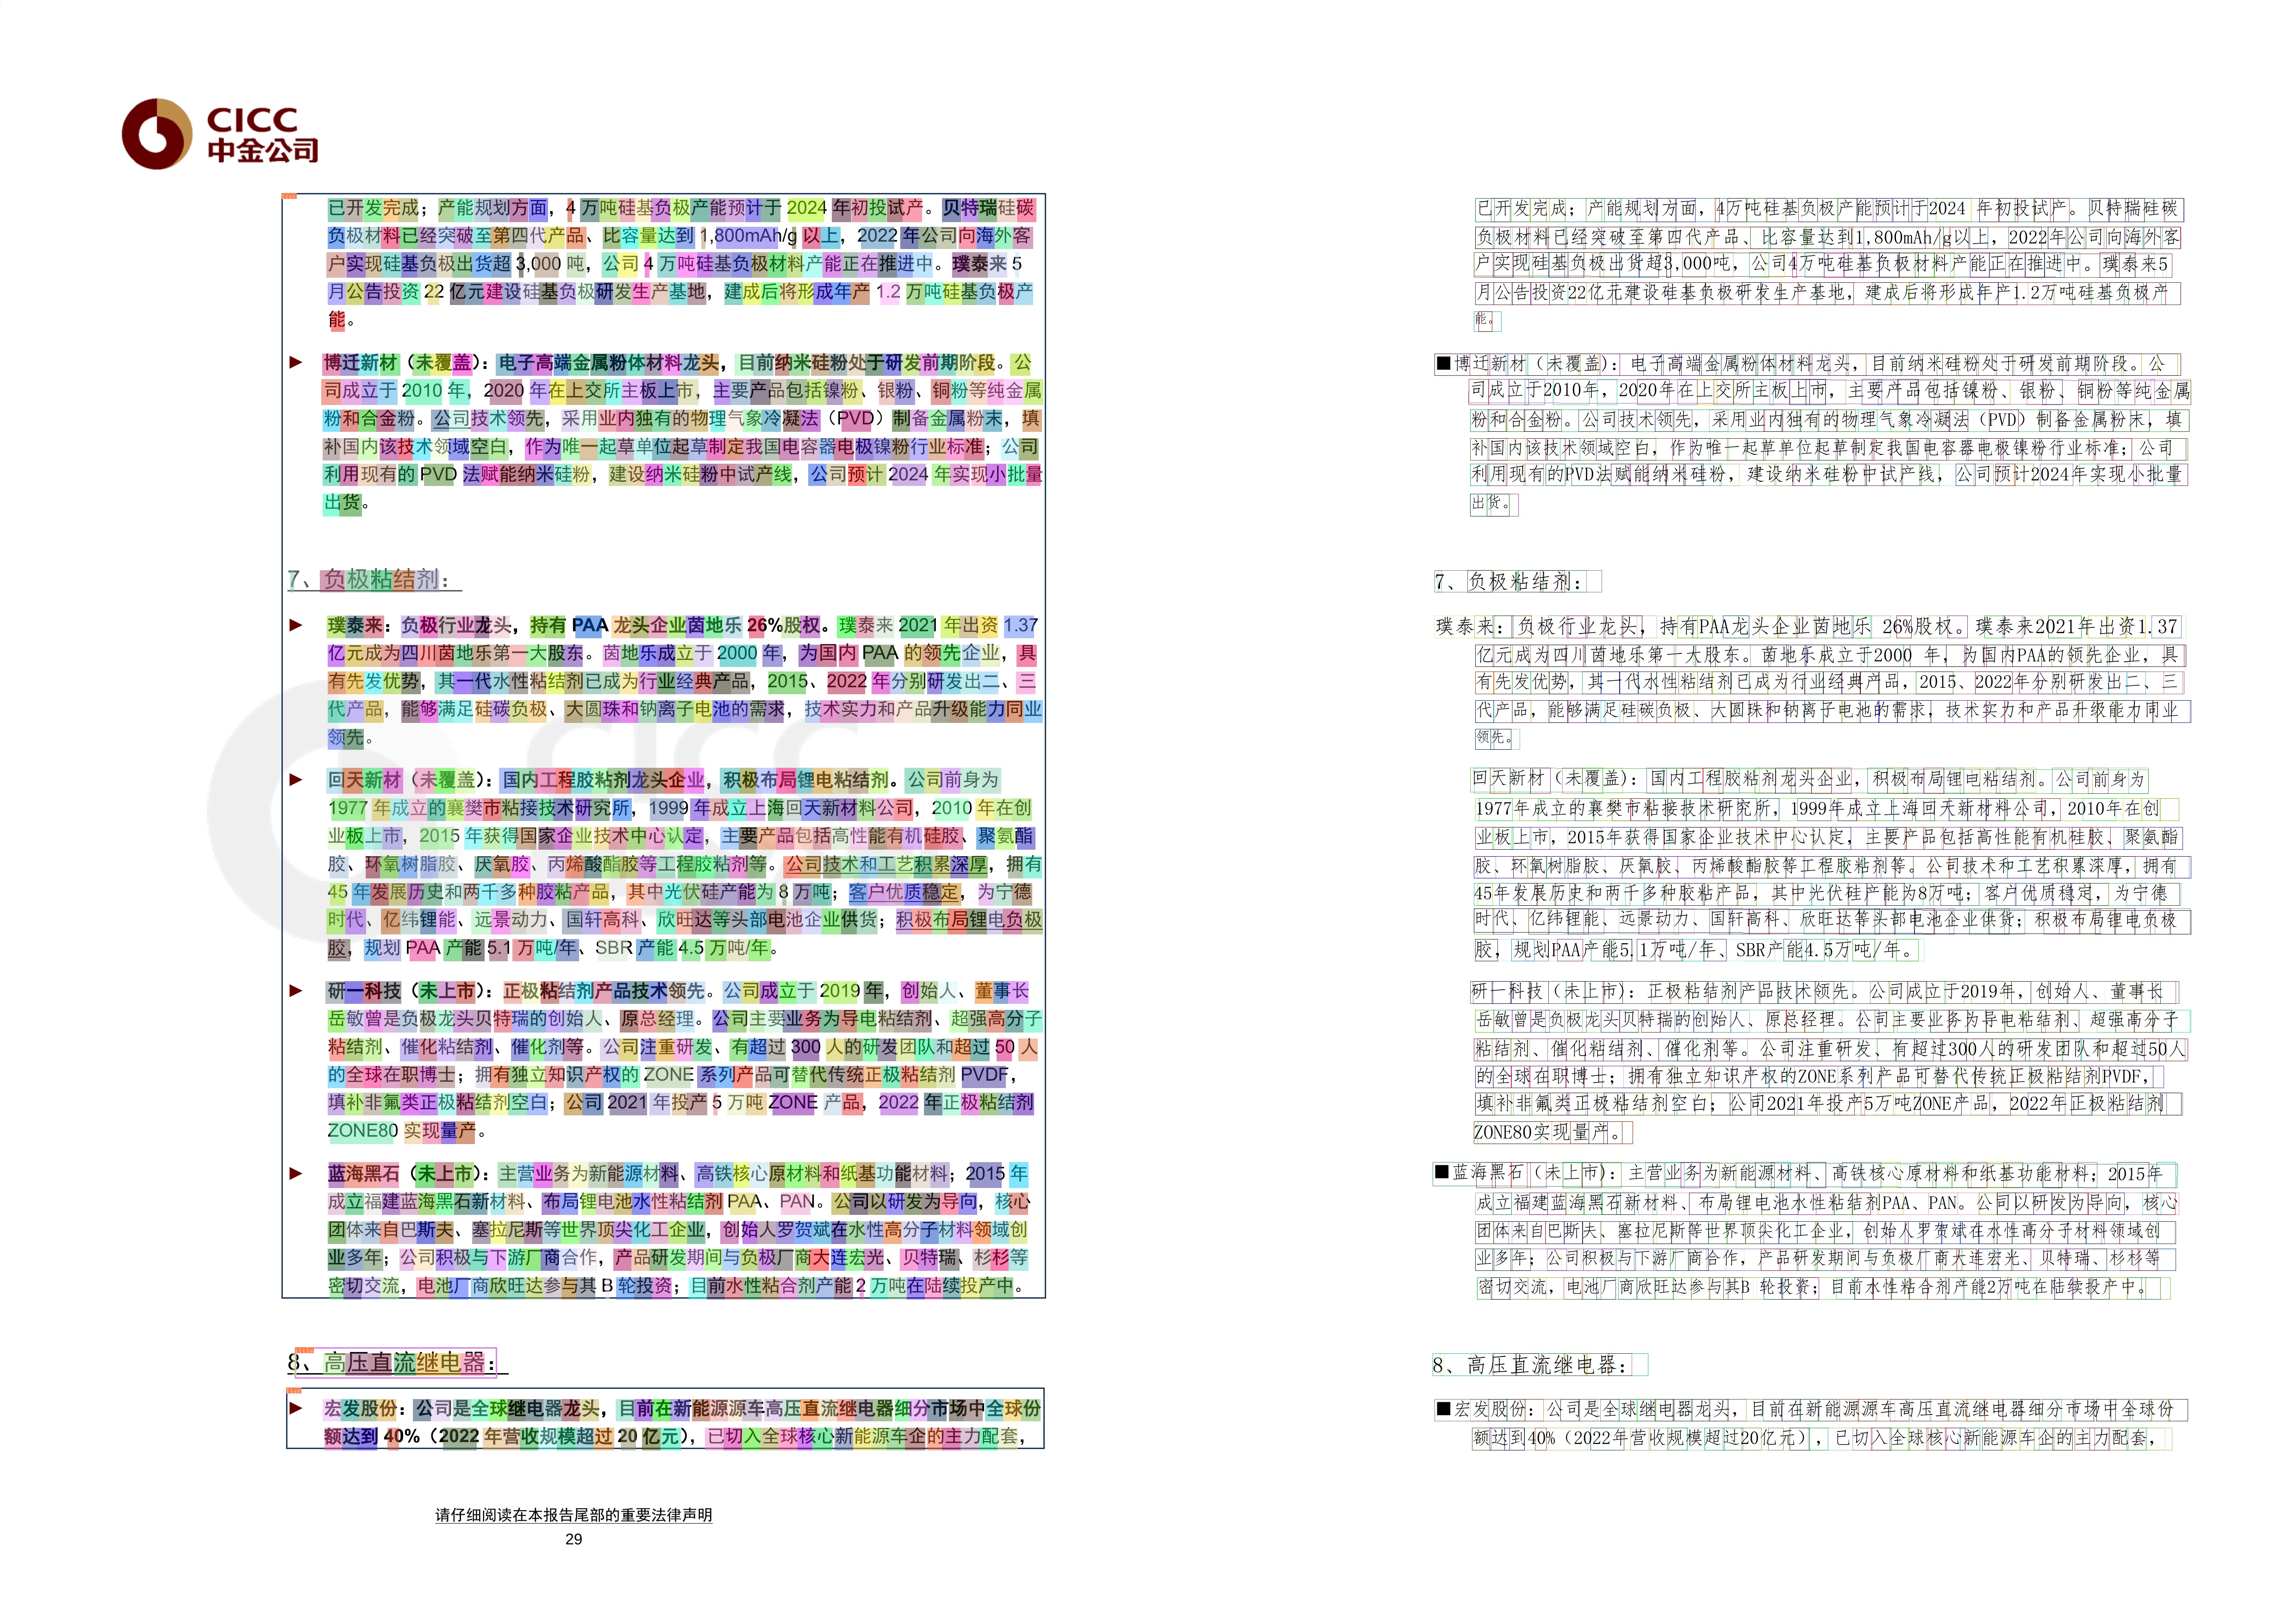 CICC
中金公司
已开发完成；产能规划方面，4 万吨硅基负极产能预计于 2024 年初投试产。贝特瑞硅碳
负极材料已经突破至第四代产品、比容量达到 1,800mAh/g 以上，2022 年公司向海外客
户实现硅基负极出货超 3,000 吨，公司 4 万吨硅基负极材料产能正在推进中。璞泰来 5
月公告投资 22 亿元建设硅基负极研发生产基地，建成后将形成年产 1.2 万吨硅基负极产
能。
► 博迁新材（未覆盖）：电子高端金属粉体材料龙头，目前纳米硅粉处于研发前期阶段。公
司成立于 2010 年，2020 年在上交所主板上市，主要产品包括镍粉、银粉、铜粉等纯金属
粉和合金粉。公司技术领先，采用业内独有的物理气象冷凝法（PVD）制备金属粉末，填
补国内该技术领域空白，作为唯一起草单位起草制定我国电容器电极镍粉行业标准；公司
利用现有的 PVD 法赋能纳米硅粉，建设纳米硅粉中试产线，公司预计 2024 年实现小批量
出货。
7、负极粘结剂：
► 璞泰来：负极行业龙头，持有 PAA 龙头企业茵地乐 26%股权。璞泰来 2021 年出资 1.37
亿元成为四川茵地乐第一大股东。茵地乐成立于 2000 年，为国内 PAA 的领先企业，具
有先发优势，其一代水性粘结剂已成为行业经典产品，2015、2022 年分别研发出二、三
代产品，能够满足硅碳负极、大圆珠和钠离子电池的需求，技术实力和产品升级能力同业
领先。
► 回天新材（未覆盖）：国内工程胶粘剂龙头企业，积极布局锂电粘结剂。公司前身为
1977 年成立的襄樊市粘接技术研究所，1999 年成立上海回天新材料公司，2010 年在创
业板上市，2015 年获得国家企业技术中心认定，主要产品包括高性能有机硅胶、聚氨酯
胶、环氧树脂胶、厌氧胶、丙烯酸酯胶等工程胶粘剂等。公司技术和工艺积累深厚，拥有
45 年发展历史和两千多种胶粘产品，其中光伏硅产能为 8 万吨；客户优质稳定，为宁德
时代、亿纬锂能、远景动力、国轩高科、欣旺达等头部电池企业供货；积极布局锂电负极
胶，规划 PAA 产能 5.1 万吨/年、SBR 产能 4.5 万吨/年。
► 研一科技（未上市）：正极粘结剂产品技术领先。公司成立于 2019 年，创始人、董事长
岳敏曾是负极龙头贝特瑞的创始人、原总经理。公司主要业务为导电粘结剂、超强高分子
粘结剂、催化粘结剂、催化剂等。公司注重研发、有超过 300 人的研发团队和超过 50 人
的全球在职博士；拥有独立知识产权的 ZONE 系列产品可替代传统正极粘结剂 PVDF，
填补非氟类正极粘结剂空白；公司 2021 年投产 5 万吨 ZONE 产品，2022 年正极粘结剂
ZONE80 实现量产。
► 蓝海黑石（未上市）：主营业务为新能源材料、高铁核心原材料和纸基功能材料；2015 年
成立福建蓝海黑石新材料、布局锂电池水性粘结剂 PAA、PAN。公司以研发为导向，核心
团体来自巴斯夫、塞拉尼斯等世界顶尖化工企业，创始人罗贺斌在水性高分子材料领域创
业多年；公司积极与下游厂商合作，产品研发期间与负极厂商大连宏光、贝特瑞、杉杉等
密切交流，电池厂商欣旺达参与其 B 轮投资；目前水性粘合剂产能 2 万吨在陆续投产中。
8、高压直流继电器：
► 宏发股份：公司是全球继电器龙头，目前在新能源源车高压直流继电器细分市场中全球份
额达到 40%（2022 年营收规模超过 20 亿元），已切入全球核心新能源车企的主力配套，
请仔细阅读在本报告尾部的重要法律声明
29
已开发完成；产能规划方面，4万吨硅基负极产能预计于2024 年初投试产。贝特瑞硅碳
负极材料已经突破至第四代产品、比容量达到1,800mAh/g以上，2022年公司向海外客
户实现硅基负极出货超3,000吨，公司4万吨硅基负极材料产能正在推进中。璞泰来5
月公告投资22亿元建设硅基负极研发生产基地，建成后将形成年产1.2万吨硅基负极产
能。
■博迁新材（未覆盖）：电子高端金属粉体材料龙头，目前纳米硅粉处于研发前期阶段。公
司成立于2010年，2020年在上交所主板上市，主要产品包括镍粉、银粉、铜粉等纯金属
粉和合金粉。公司技术领先，采用业内独有的物理气象冷凝法（PVD）制备金属粉末，填
补国内该技术领域空白，作为唯一起草单位起草制定我国电容器电极镍粉行业标准；公司
利用现有的PVD法赋能纳米硅粉，建设纳米硅粉中试产线，公司预计2024年实现小批量
出货。
7、负极粘结剂：
璞泰来：负极行业龙头，持有PAA龙头企业茵地乐 26%股权。璞泰来2021年出资1.37
亿元成为四川茵地乐第一大股东。茵地乐成立于2000 年，为国内PAA的领先企业，具
有先发优势，其一代水性粘结剂已成为行业经典产品，2015、2022年分别研发出二、三
代产品，能够满足硅碳负极、大圆珠和钠离子电池的需求，技术实力和产品升级能力同业
领先。
回天新材（未覆盖）：国内工程胶粘剂龙头企业，积极布局锂电粘结剂。公司前身为
1977年成立的襄樊市粘接技术研究所，1999年成立上海回天新材料公司，2010年在创
业板上市，2015年获得国家企业技术中心认定，主要产品包括高性能有机硅胶、聚氨酯
胶、环氧树脂胶、厌氧胶、丙烯酸酯胶等工程胶粘剂等。公司技术和工艺积累深厚，拥有
45年发展历史和两千多种胶粘产品，其中光伏硅产能为8万吨；客户优质稳定，为宁德
时代、亿纬锂能、远景动力、国轩高科、欣旺达等头部电池企业供货；积极布局锂电负极
胶，规划PAA产能5.1万吨/年、SBR产能4.5万吨/年。
研一科技（未上市）：正极粘结剂产品技术领先。公司成立于2019年，创始人、董事长
岳敏曾是负极龙头贝特瑞的创始人、原总经理。公司主要业务为导电粘结剂、超强高分子
粘结剂、催化粘结剂、催化剂等。公司注重研发、有超过300人的研发团队和超过50人
的全球在职博士；拥有独立知识产权的ZONE系列产品可替代传统正极粘结剂PVDF，
填补非氟类正极粘结剂空白；公司2021年投产5万吨ZONE产品，2022年正极粘结剂
ZONE80实现量产。
■蓝海黑石（未上市）：主营业务为新能源材料、高铁核心原材料和纸基功能材料；2015年
成立福建蓝海黑石新材料、布局锂电池水性粘结剂PAA、PAN。公司以研发为导向，核心
团体来自巴斯夫、塞拉尼斯等世界顶尖化工企业，创始人罗贺斌在水性高分子材料领域创
业多年；公司积极与下游厂商合作，产品研发期间与负极厂商大连宏光、贝特瑞、杉杉等
密切交流，电池厂商欣旺达参与其B 轮投资；目前水性粘合剂产能2万吨在陆续投产中。
8、高压直流继电器：
■宏发股份：公司是全球继电器龙头，目前在新能源源车高压直流继电器细分市场中全球份
额达到40%（2022年营收规模超过20亿元），已切入全球核心新能源车企的主力配套，